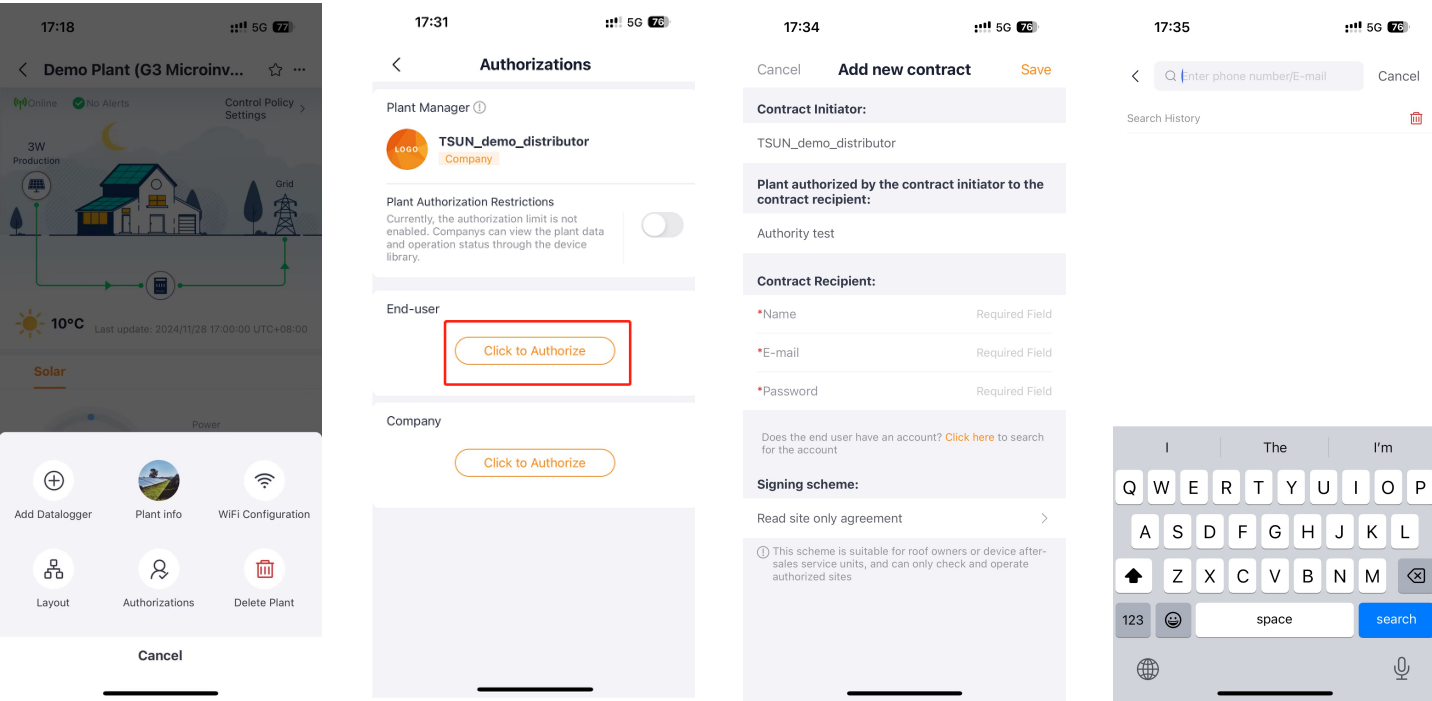 17:18
5G 77
Demo Plant (G3 Microinv... ...
Online No Alerts
Control Policy
Settings
3W
Production
Grid
10°C Last update: 2024/11/28 17:00:00 UTC+08:00
Solar
Power
Add Datalogger Plant info WiFi Configuration
Layout Authorizations Delete Plant
Cancel
17:31
5G 76
Authorizations
Plant Manager
LOGO
TSUN_demo_distributor
Company
Plant Authorization Restrictions
Currently, the authorization limit is not
enabled. Companys can view the plant data
and operation status through the device
library.
End-user
Click to Authorize
Company
Click to Authorize
17:34
5G 76
Cancel Add new contract Save
Contract Initiator:
TSUN_demo_distributor
Plant authorized by the contract initiator to the
contract recipient:
Authority test
Contract Recipient:
*Name Required Field
*E-mail Required Field
*Password Required Field
Does the end user have an account? Click here to search
for the account
Signing scheme:
Read site only agreement
This scheme is suitable for roof owners or device after-
sales service units, and can only check and operate
authorized sites
17:35
5G 76
Enter phone number/E-mail Cancel
Search History
I The I'm
Q W E R T Y U I O P
A S D F G H J K L
Z X C V B N M
123 space search